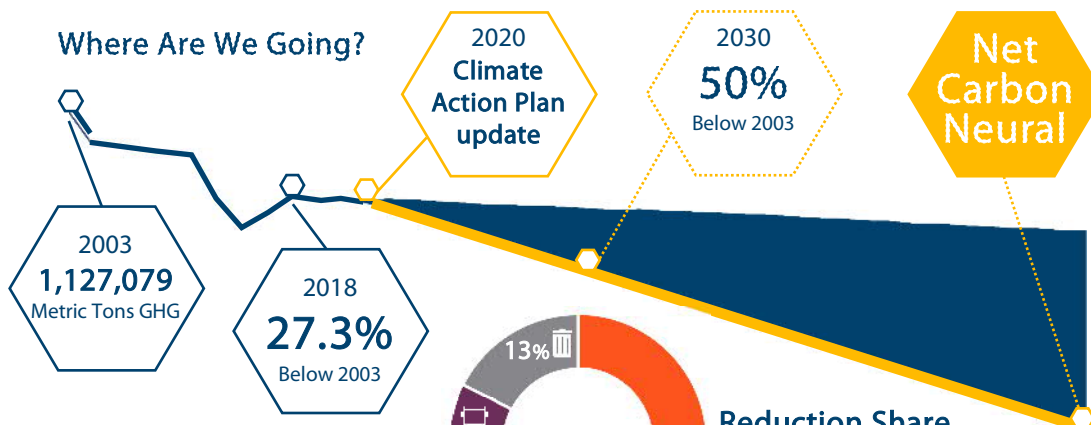 Where Are We Going?
2003
1,127,079
Metric Tons GHG
2018
27.3%
Below 2003
2020
Climate
Action Plan
update
2030
50%
Below 2003
Net
Carbon
Neural
13%
Reduction Share